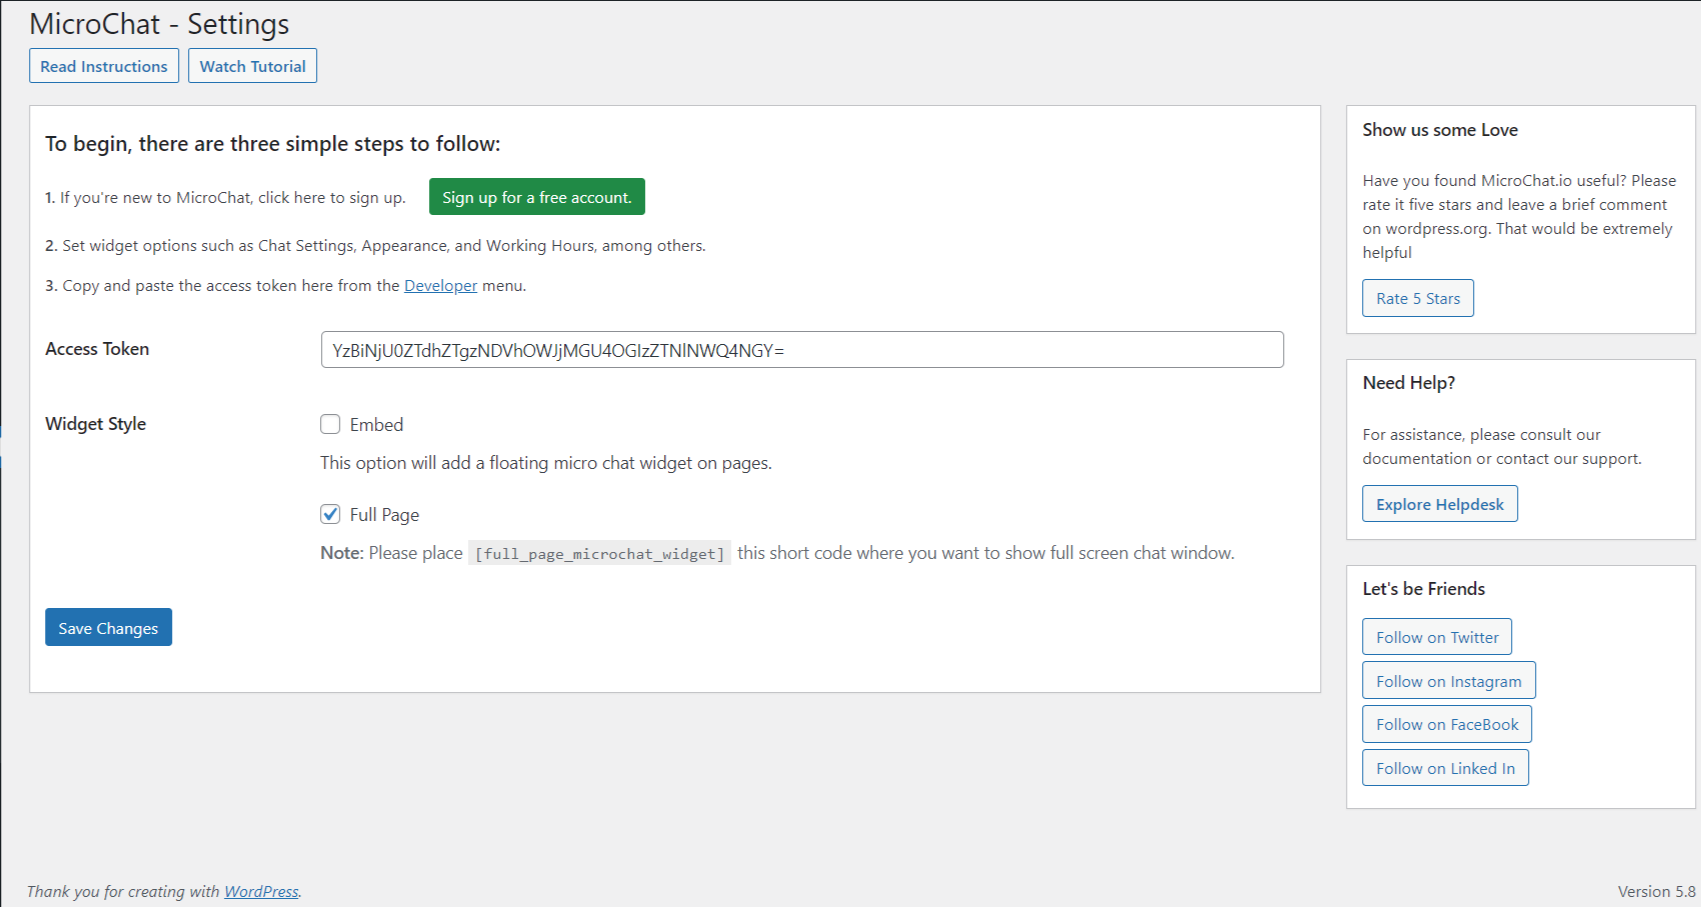 MicroChat - Settings
Read Instructions
Watch Tutorial
To begin, there are three simple steps to follow:
1. If you're new to MicroChat, click here to sign up.
Sign up for a free account.
2. Set widget options such as Chat Settings, Appearance, and Working Hours, among others.
3. Copy and paste the access token here from the Developer menu.
Access Token
YzBiNjU0ZTdhZTgzNDVhOWJjMGU4OGIzZTNlNWQ4NGY=
Widget Style
Embed
This option will add a floating micro chat widget on pages.
Full Page
Note: Please place [full_page_microchat_widget] this short code where you want to show full screen chat window.
Save Changes
Show us some Love
Have you found MicroChat.io useful? Please
rate it five stars and leave a brief comment
on wordpress.org. That would be extremely
helpful
Rate 5 Stars
Need Help?
For assistance, please consult our
documentation or contact our support.
Explore Helpdesk
Let's be Friends
Follow on Twitter
Follow on Instagram
Follow on FaceBook
Follow on Linked In
Thank you for creating with WordPress.
Version 5.8